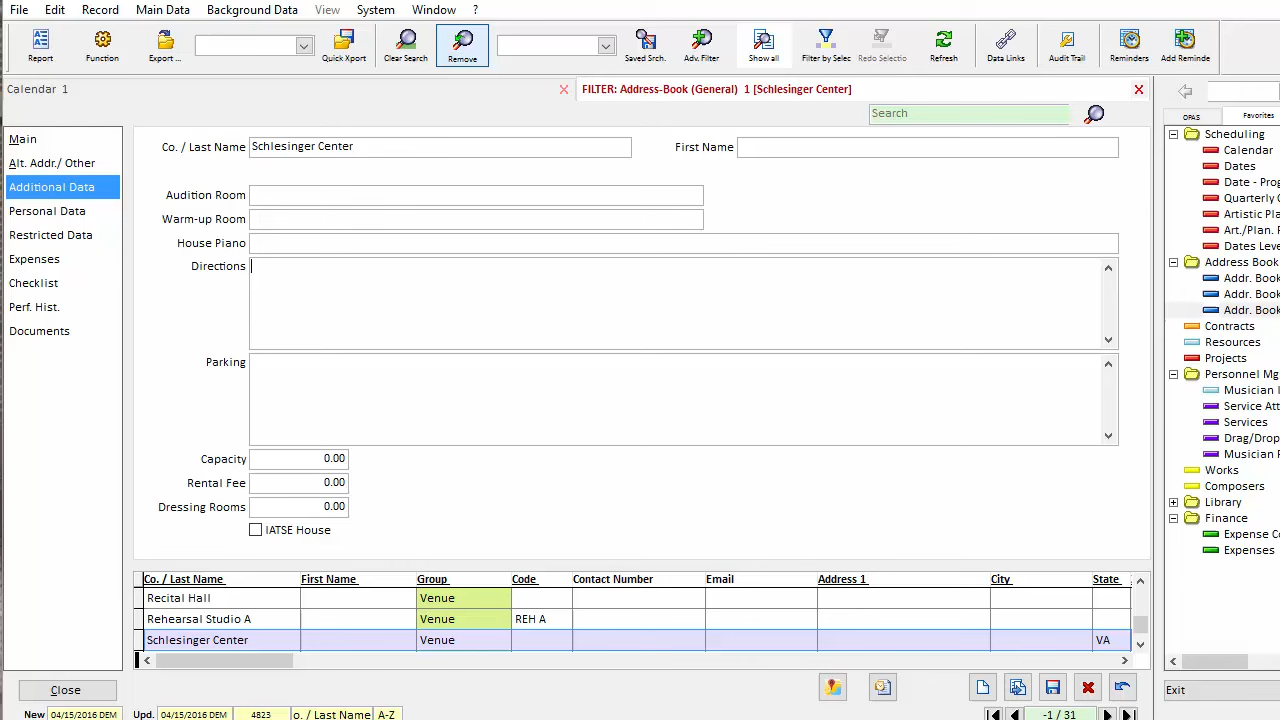 File Edit Record Main Data Background Data View System Window ?
Report Function Export ... Quick Xport Clear Search Remove Saved Srch. Adv. Filter Show all Filter by Selec Redo Selectio Refresh Data Links Audit Trail Reminders Add Reminde
Calendar 1
FILTER: Address-Book (General) 1 [Schlesinger Center]
Search
OPAS Favorites
Main
Alt. Addr./ Other
Additional Data
Personal Data
Restricted Data
Expenses
Checklist
Perf. Hist.
Documents
Co. / Last Name Schlesinger Center First Name
Audition Room
Warm-up Room
House Piano
Directions
Parking
Capacity 0.00
Rental Fee 0.00
Dressing Rooms 0.00
IATSE House
Co. / Last Name First Name Group Code Contact Number Email Address 1 City State
Recital Hall Venue
Rehearsal Studio A Venue REH A
Schlesinger Center Venue VA
Scheduling
Calendar
Dates
Date - Prog
Quarterly C
Artistic Pla
Art./Plan. F
Dates Leve
Address Book
Addr. Book
Addr. Book
Addr. Book
Contracts
Resources
Projects
Personnel Mg
Musician I
Service Att
Services
Drag/Drop
Musician F
Works
Composers
Library
Finance
Expense Co
Expenses
Exit
Close
New 04/15/2016 DEM Upd. 04/15/2016 DEM 4823 o. / Last Name A-Z
-1 / 31